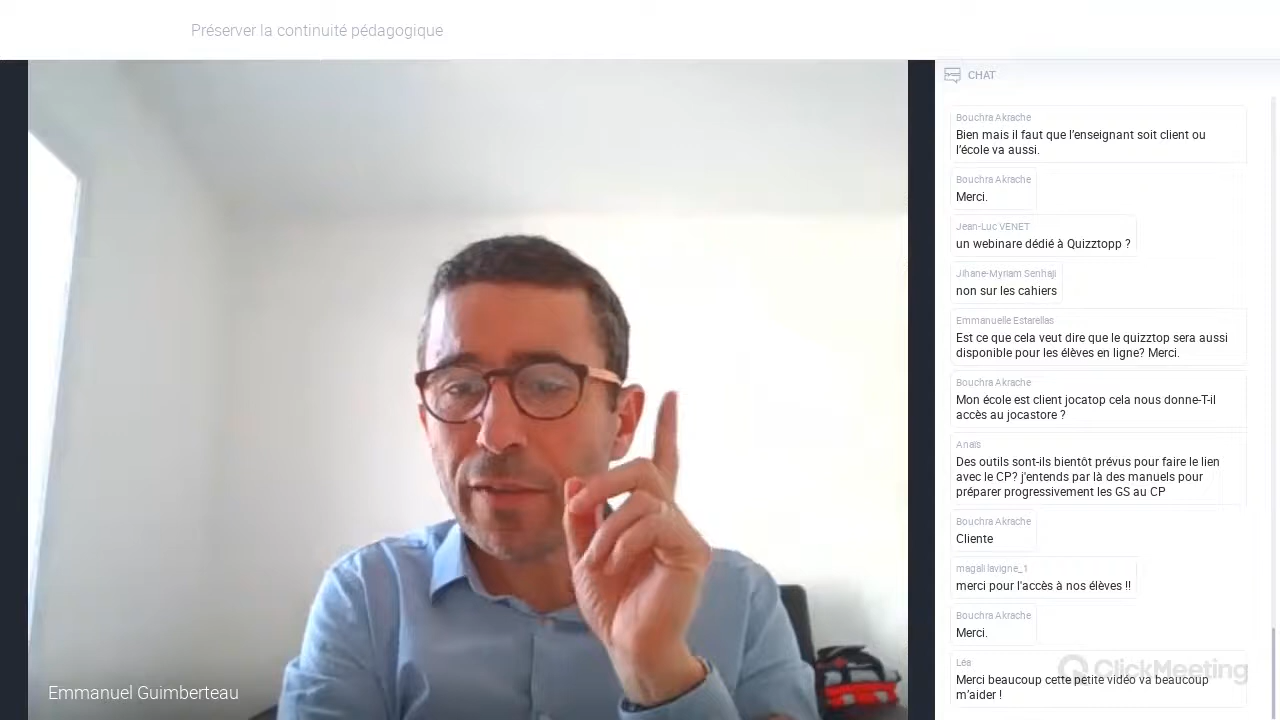 Préserver la continuité pédagogique
CHAT
Bouchra Akrache
Bien mais il faut que l'enseignant soit client ou
l'école va aussi.
Bouchra Akrache
Merci.
Jean-Luc VENET
un webinare dédié à Quizztopp ?
Jihane-Myriam Senhaji
non sur les cahiers
Emmanuelle Estarellas
Est ce que cela veut dire que le quizztop sera aussi
disponible pour les élèves en ligne? Merci.
Bouchra Akrache
Mon école est client jocatop cela nous donne-T-il
accès au jocastore ?
Anaïs
Des outils sont-ils bientôt prévus pour faire le lien
avec le CP? j'entends par là des manuels pour
préparer progressivement les GS au CP
Bouchra Akrache
Cliente
magali lavigne_1
merci pour l'accès à nos élèves !!
Bouchra Akrache
Merci.
Léa
Merci beaucoup cette petite vidéo va beaucoup
m'aider !
ClickMeeting
Emmanuel Guimberteau